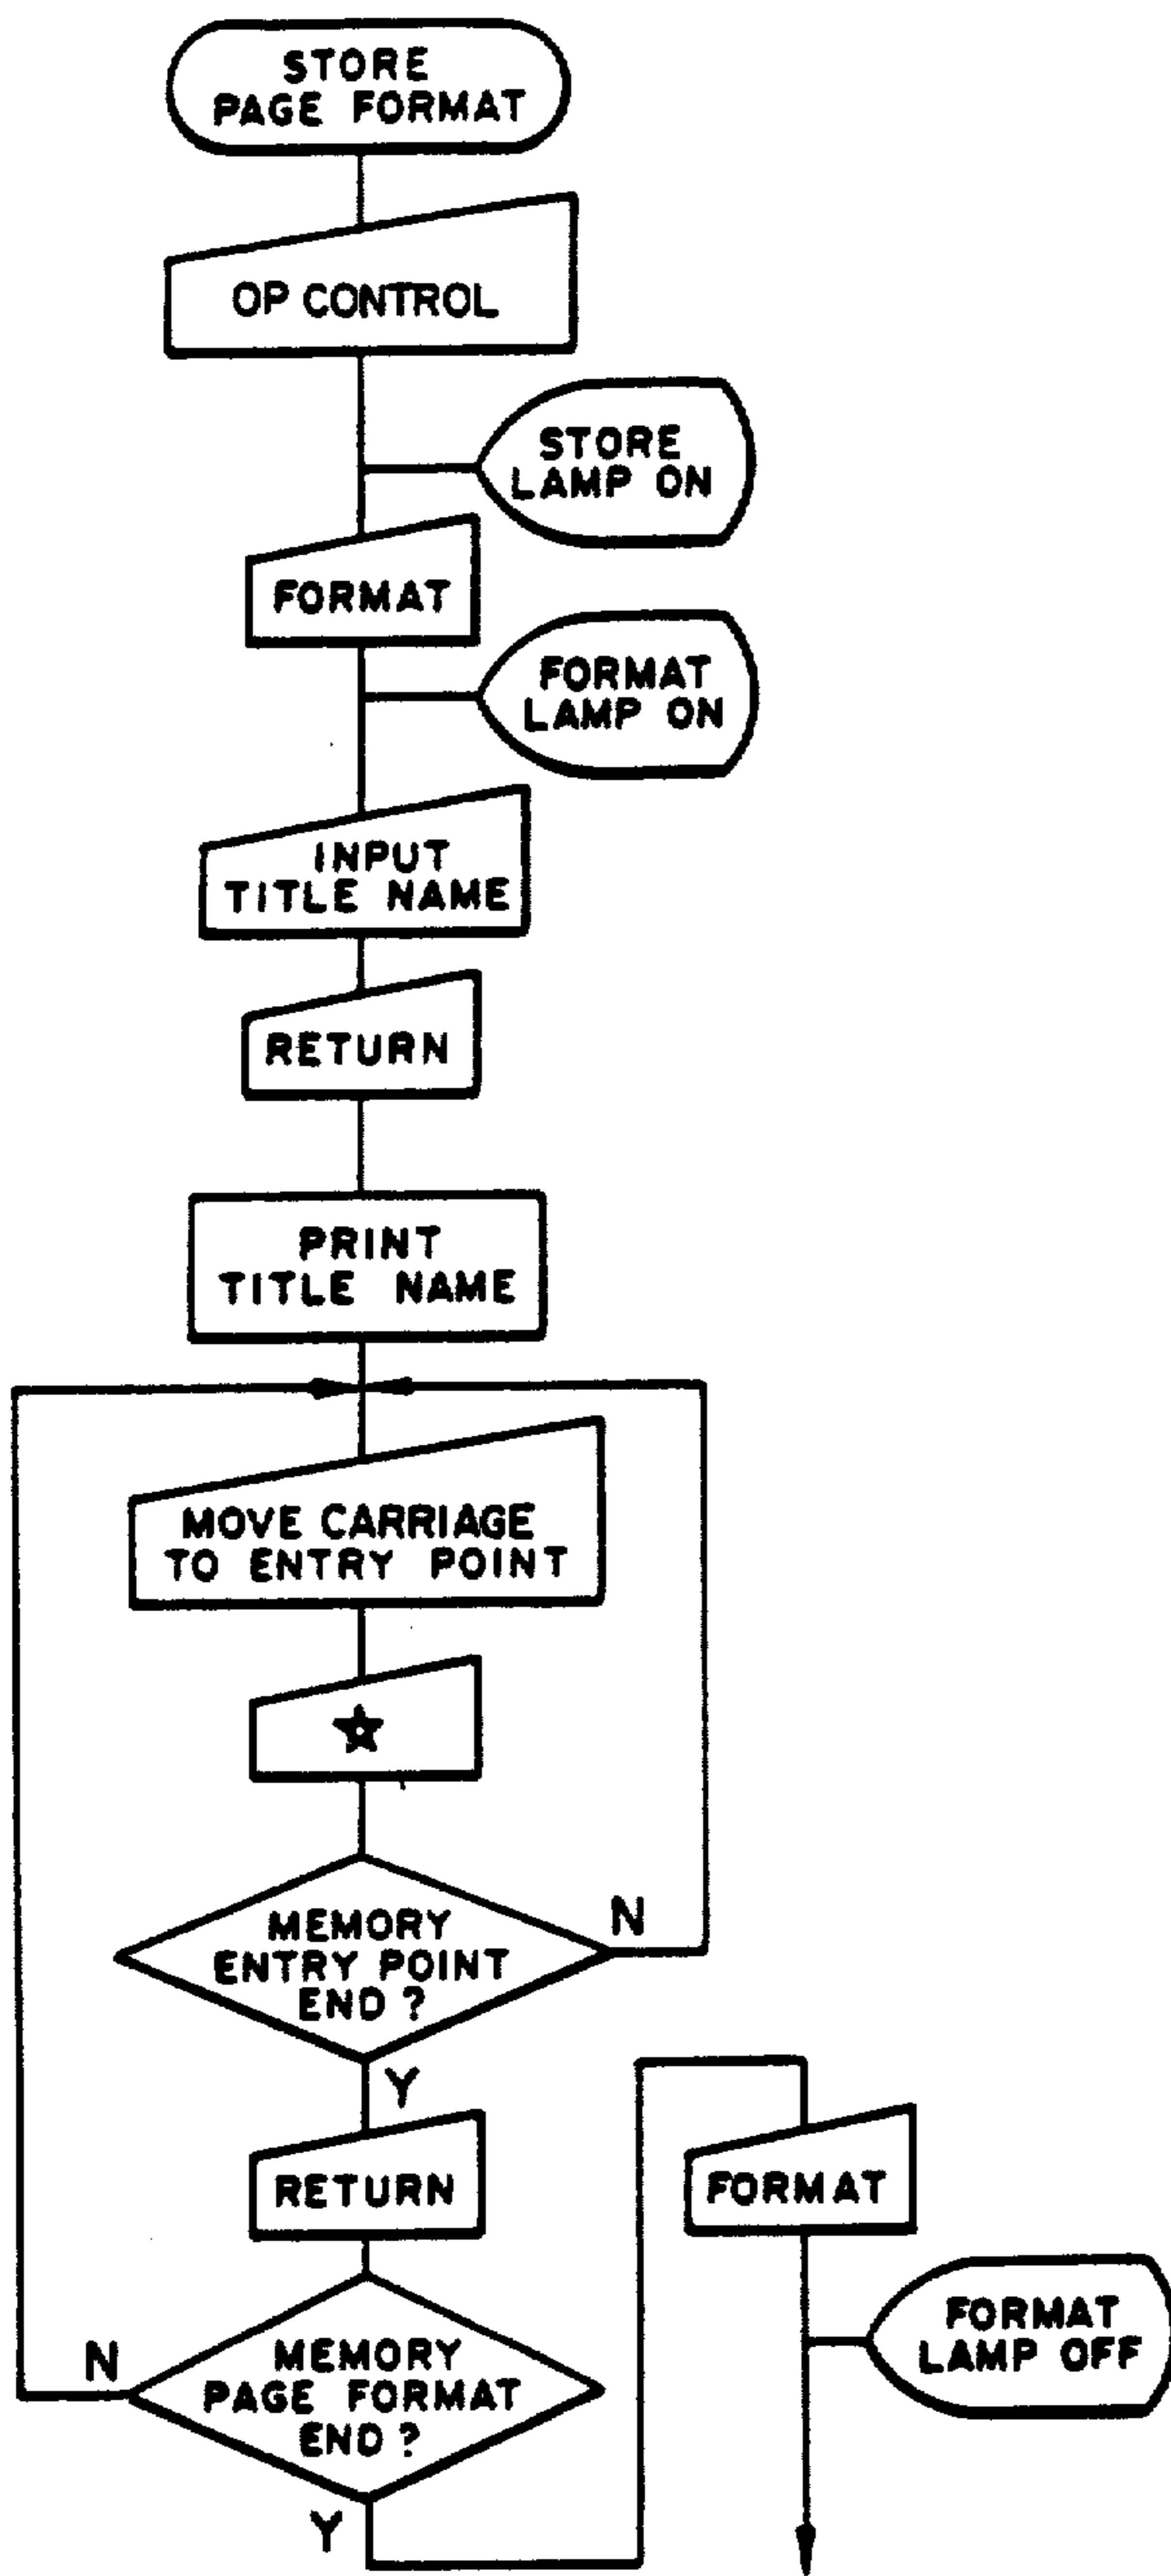 STORE
PAGE FORMAT
OP CONTROL
STORE
LAMP ON
FORMAT
FORMAT
LAMP ON
INPUT
TITLE NAME
RETURN
PRINT
TITLE NAME
MOVE CARRIAGE
TO ENTRY POINT
MEMORY
ENTRY POINT
END ?
N
Y
RETURN
MEMORY
PAGE FORMAT
END ?
N
Y
FORMAT
FORMAT
LAMP OFF